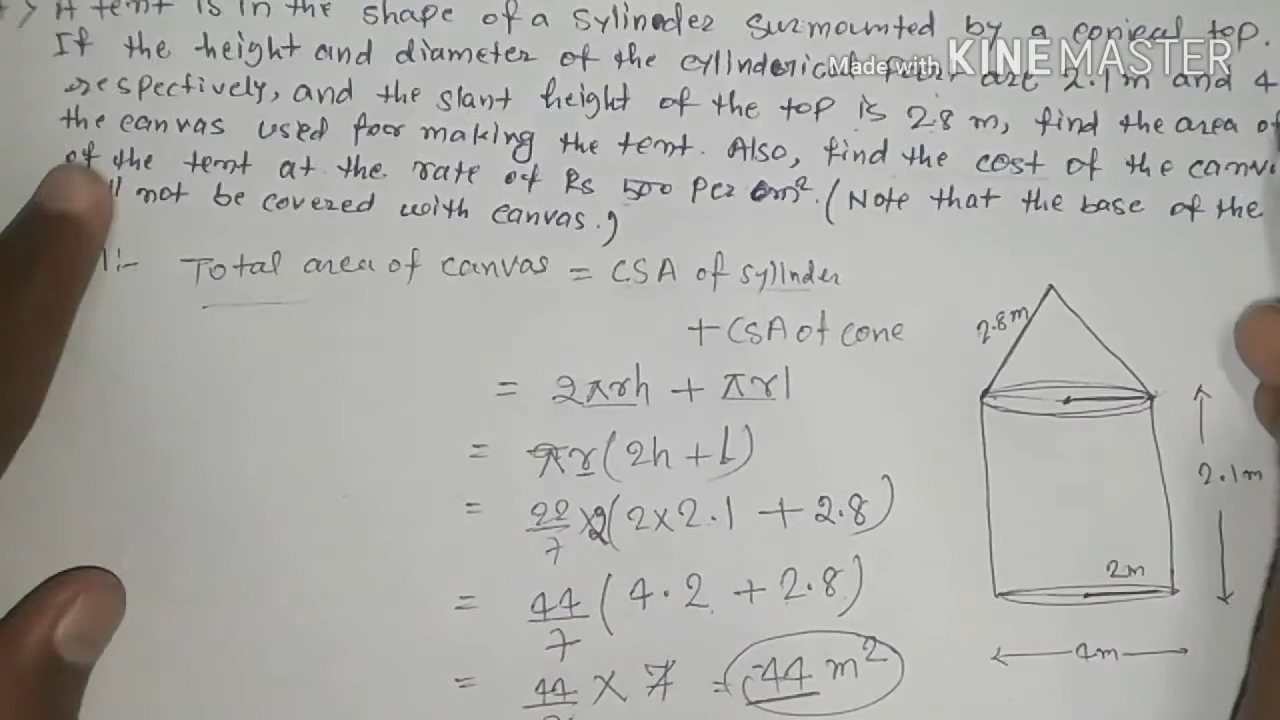 A tent is in the shape of a sylinder surmounted by a conical top.
If the height and diameter of the cylinderical part are 2.1 m and 4
respectively, and the slant height of the top is 2.8 m, find the area of
the canvas used foor making the tent. Also, find the cost of the canva
of the tent at the rate of Rs 500 per m². (Note that the base of the
not be covered with canvas.)
Made with KINEMASTER
Total area of canvas = CSA of sylinder
+ CSA of cone
= 2πrh + πrl
= πr(2h + l)
= 22/7 × 2(2×2.1 + 2.8)
= 44/7 (4.2 + 2.8)
= 44/7 × 7 = 44 m²
2.8m
2.1m
2m
4m